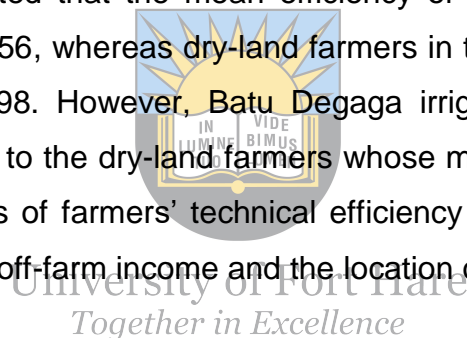 ted that the mean efficiency of
56, whereas dry-land farmers in t
98. However, Batu Degaga irrig
to the dry-land farmers whose m
s of farmers' technical efficiency
off-farm income and the location o
IN VIDE
LUMINE BIMUS
TUO LUMEN
University of Fort Hare
Together in Excellence